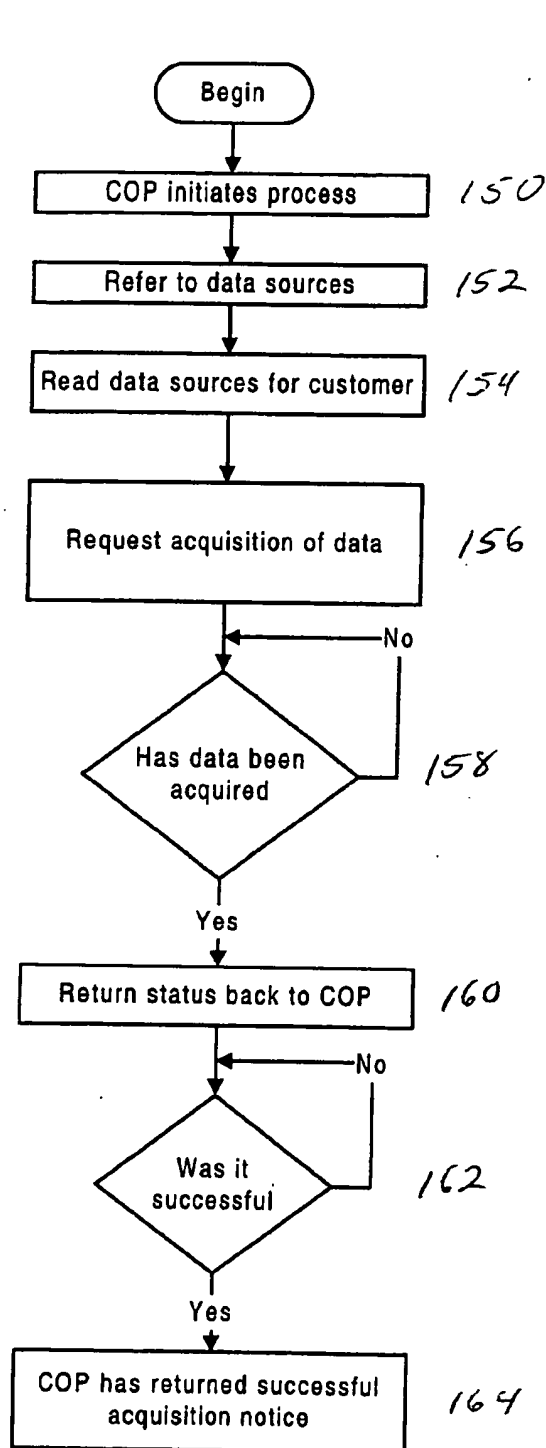 Begin
COP initiates process 150
Refer to data sources 152
Read data sources for customer 154
Request acquisition of data 156
No
Has data been
acquired
158
Yes
Return status back to COP 160
No
Was it
successful
162
Yes
COP has returned successful
acquisition notice
164